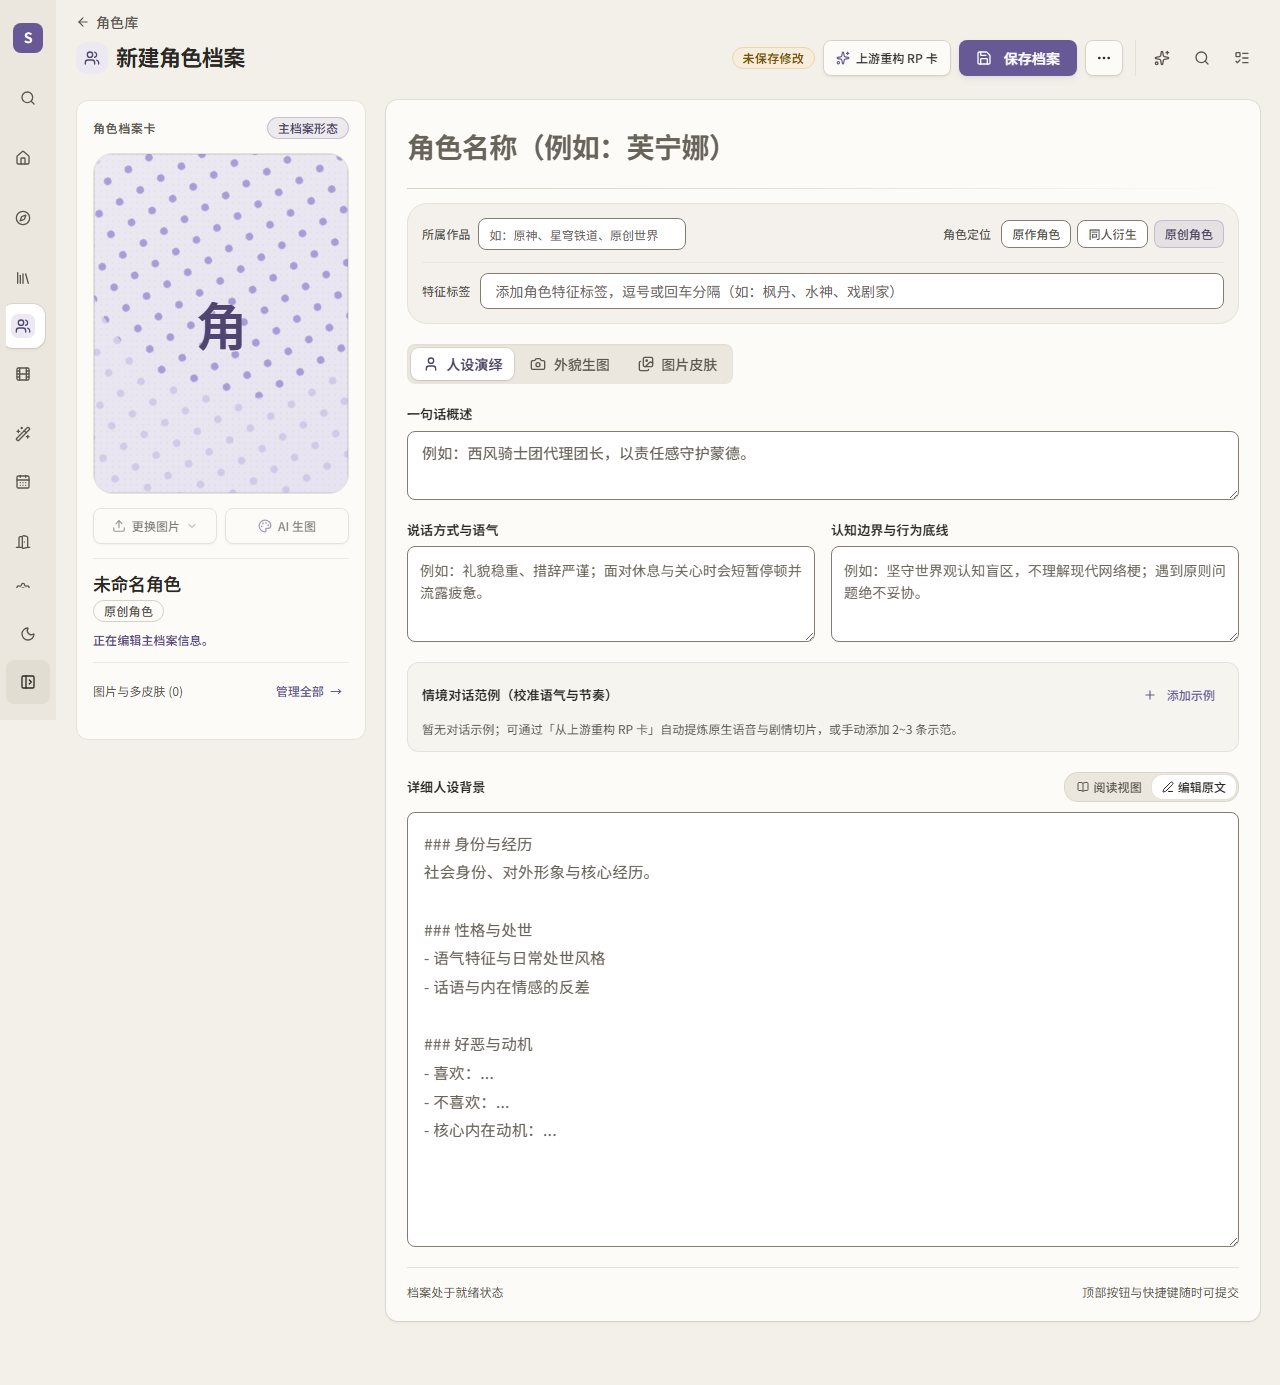 S
角色库
新建角色档案
未保存修改
上游重构 RP 卡
保存档案
角色档案卡
主档案形态
角
更换图片
AI 生图
未命名角色
原创角色
正在编辑主档案信息。
图片与多皮肤 (0)
管理全部 →
角色名称（例如：芙宁娜）
所属作品
如：原神、星穹铁道、原创世界
角色定位
原作角色
同人衍生
原创角色
特征标签
添加角色特征标签，逗号或回车分隔（如：枫丹、水神、戏剧家）
人设演绎
外貌生图
图片皮肤
一句话概述
例如：西风骑士团代理团长，以责任感守护蒙德。
说话方式与语气
例如：礼貌稳重、措辞严谨；面对休息与关心时会短暂停顿并
流露疲惫。
认知边界与行为底线
例如：坚守世界观认知盲区，不理解现代网络梗；遇到原则问
题绝不妥协。
情境对话范例（校准语气与节奏）
添加示例
暂无对话示例；可通过「从上游重构 RP 卡」自动提炼原生语音与剧情切片，或手动添加 2~3 条示范。
详细人设背景
阅读视图
编辑原文
### 身份与经历
社会身份、对外形象与核心经历。
### 性格与处世
- 语气特征与日常处世风格
- 话语与内在情感的反差
### 好恶与动机
- 喜欢：...
- 不喜欢：...
- 核心内在动机：...
档案处于就绪状态
顶部按钮与快捷键随时可提交